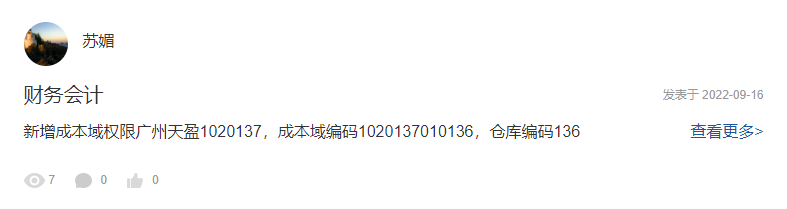 苏媚
财务会计
发表于 2022-09-16
新增成本域权限广州天盈1020137，成本域编码1020137010136，仓库编码136
查看更多>
7 0 0